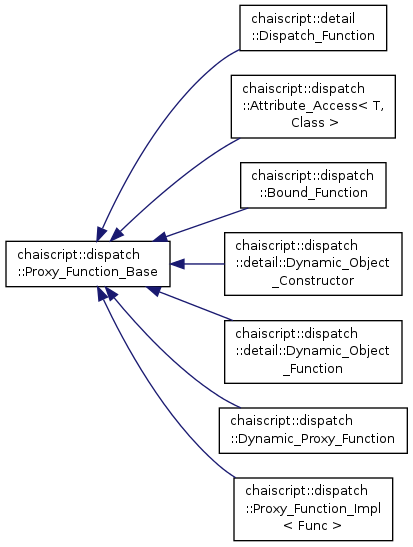 chaiscript::detail
::Dispatch_Function
chaiscript::dispatch
::Attribute_Access< T,
Class >
chaiscript::dispatch
::Bound_Function
chaiscript::dispatch
::Proxy_Function_Base
chaiscript::dispatch
::detail::Dynamic_Object
_Constructor
chaiscript::dispatch
::detail::Dynamic_Object
_Function
chaiscript::dispatch
::Dynamic_Proxy_Function
chaiscript::dispatch
::Proxy_Function_Impl
< Func >